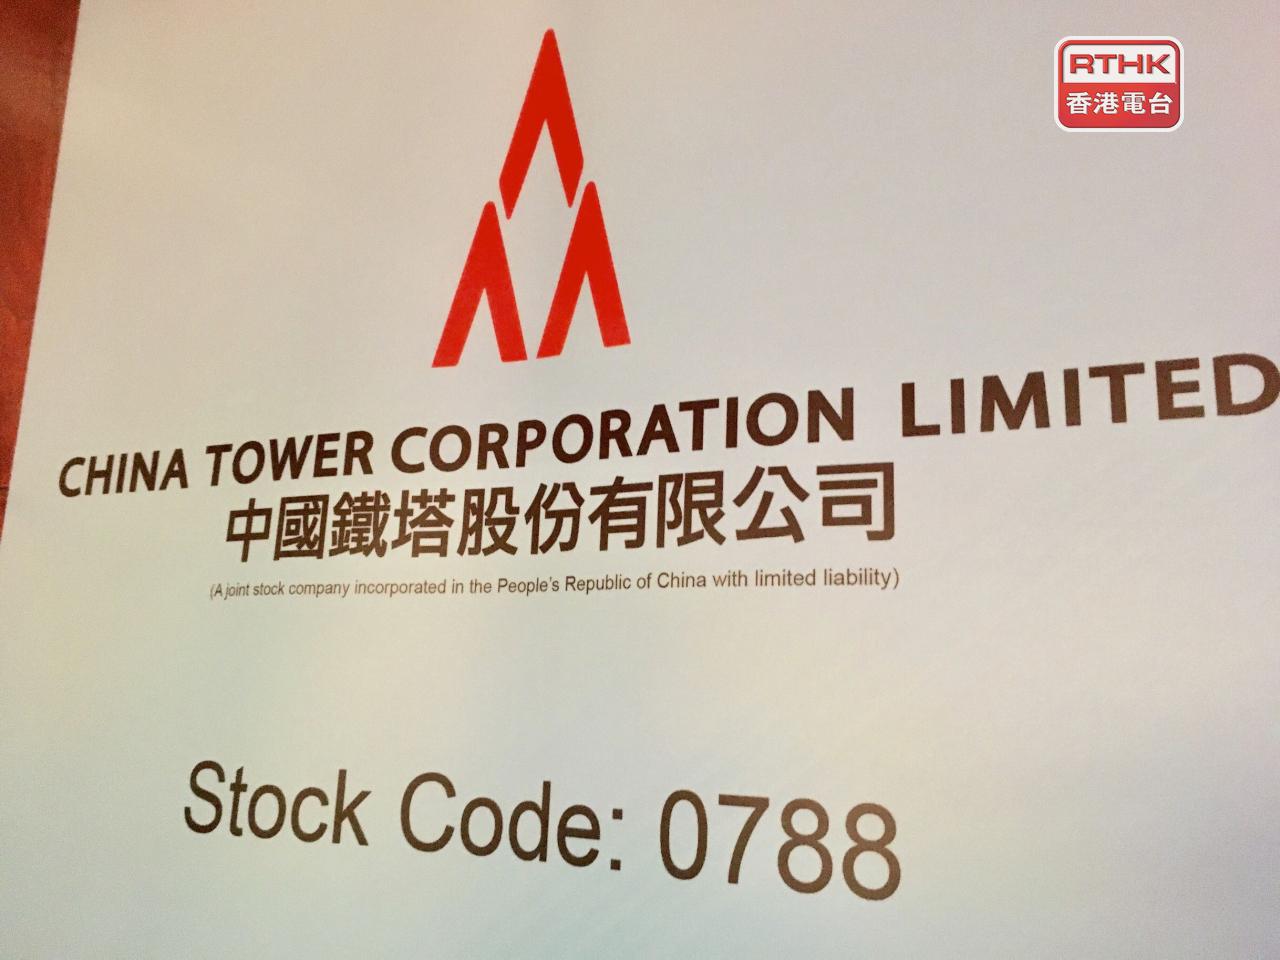 RTHK
香港電台
CHINA TOWER CORPORATION LIMITED
中國鐵塔股份有限公司
(A joint stock company incorporated in the People's Republic of China with limited liability)
Stock Code: 0788